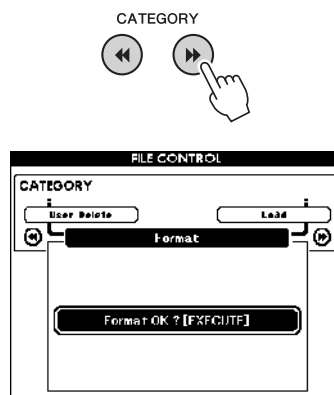 CATEGORY
FILE CONTROL
CATEGORY
User Delete Load
Format
Format OK ? [EXECUTE]